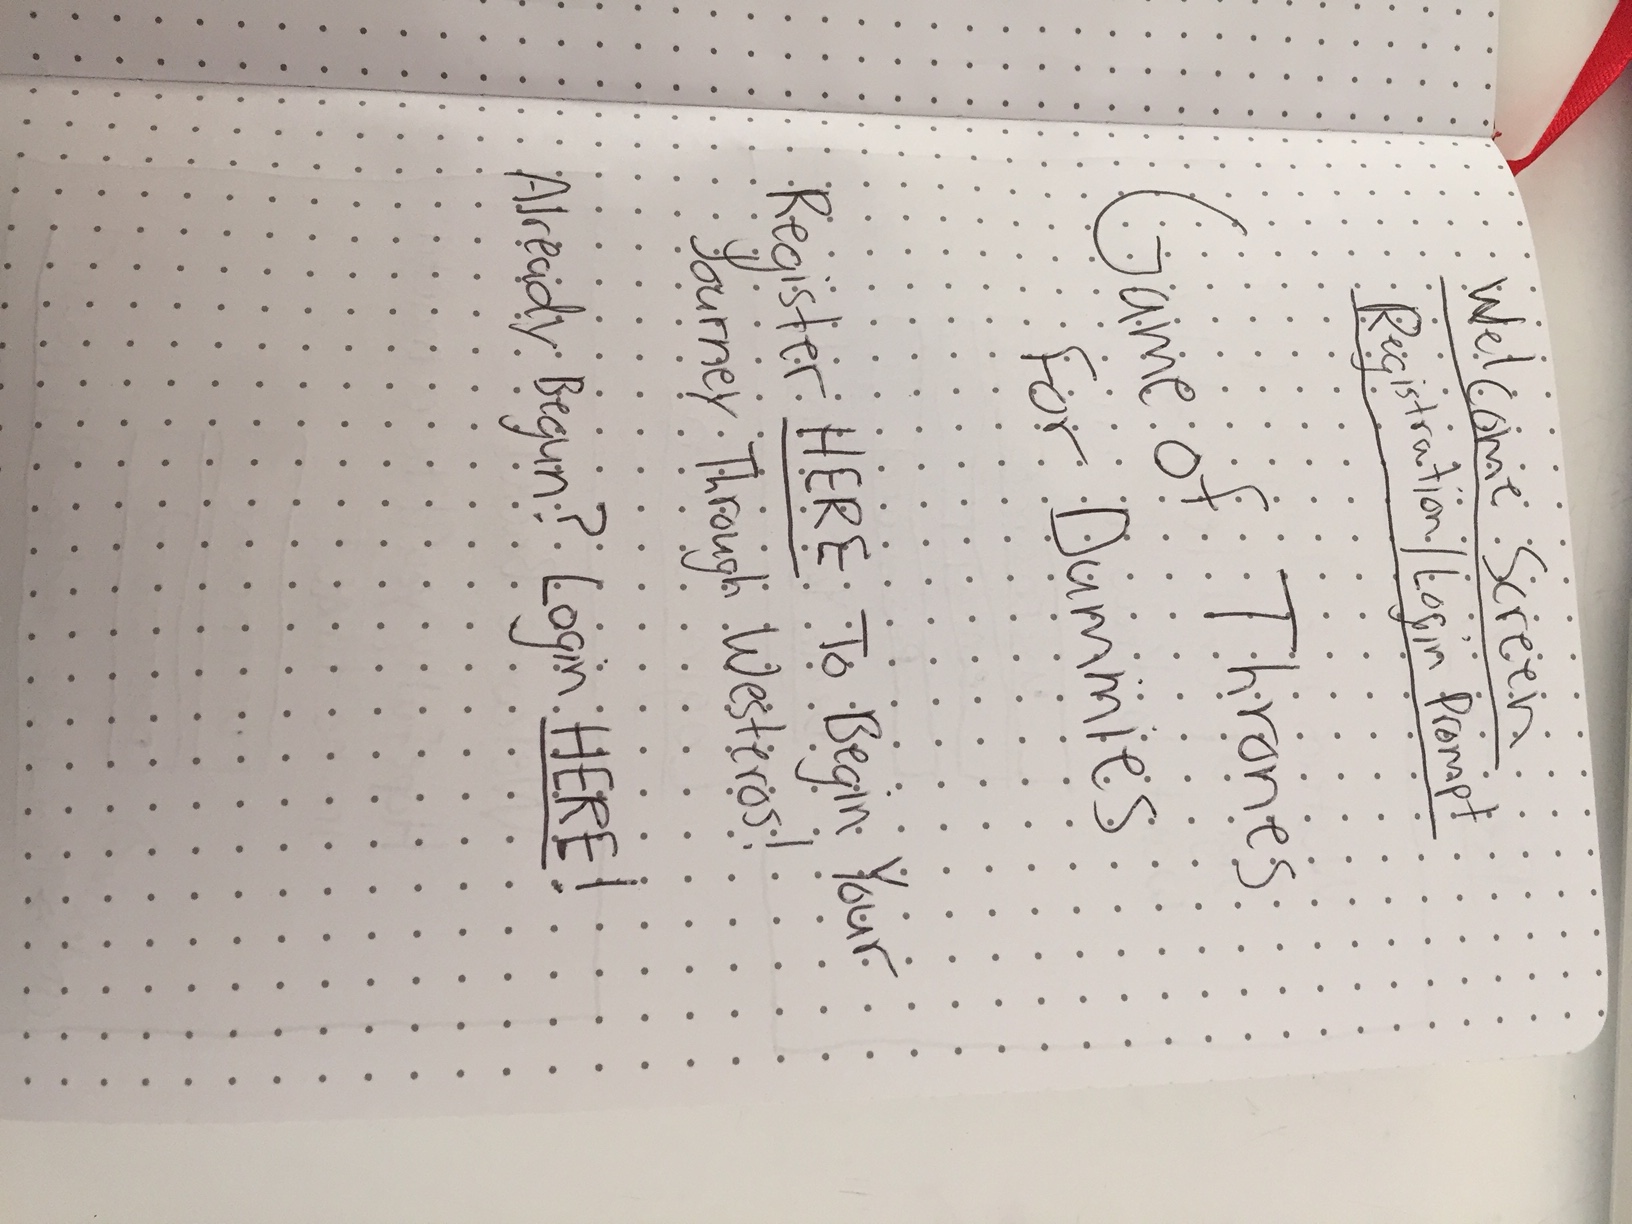 Welcome Screen
Registration/Login Prompt
Game of Thrones
for Dummies
Register HERE To Begin Your
Journey Through Westeros!
Already Begun? Login HERE!